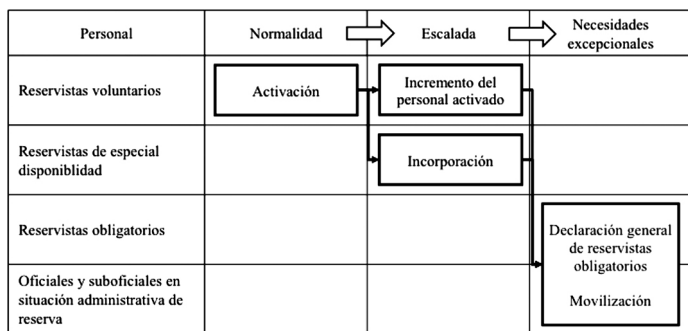 Personal
Normalidad
Escalada
Necesidades
excepcionales
Reservistas voluntarios
Activación
Incremento del
personal activado
Reservistas de especial
disponiblidad
Incorporación
Reservistas obligatorios
Declaración general
de reservistas
obligatorios
Movilización
Oficiales y suboficiales en
situación administrativa de
reserva